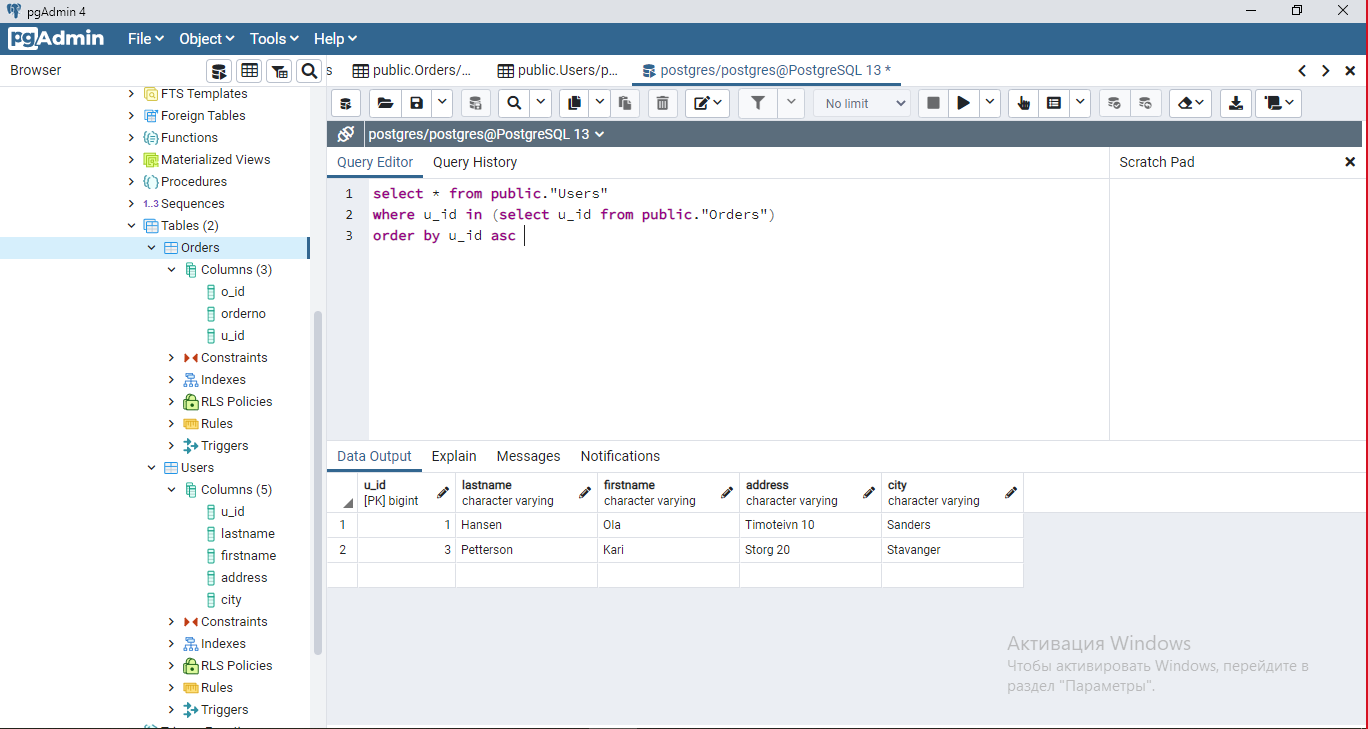 pgAdmin 4
pgAdmin File Object Tools Help
Browser
s public.Orders/... public.Users/p... postgres/postgres@PostgreSQL 13 *
No limit
postgres/postgres@PostgreSQL 13
FTS Templates
Foreign Tables
Functions
Materialized Views
Procedures
1..3 Sequences
Tables (2)
Orders
Columns (3)
o_id
orderno
u_id
Constraints
Indexes
RLS Policies
Rules
Triggers
Users
Columns (5)
u_id
lastname
firstname
address
city
Constraints
Indexes
RLS Policies
Rules
Triggers
Query Editor Query History
Scratch Pad
1 select * from public."Users"
2 where u_id in (select u_id from public."Orders")
3 order by u_id asc
Data Output Explain Messages Notifications
u_id lastname firstname address city
[PK] bigint character varying character varying character varying character varying
1 1 Hansen Ola Timoteivn 10 Sanders
2 3 Petterson Kari Storg 20 Stavanger
Активация Windows
Чтобы активировать Windows, перейдите в
раздел "Параметры".